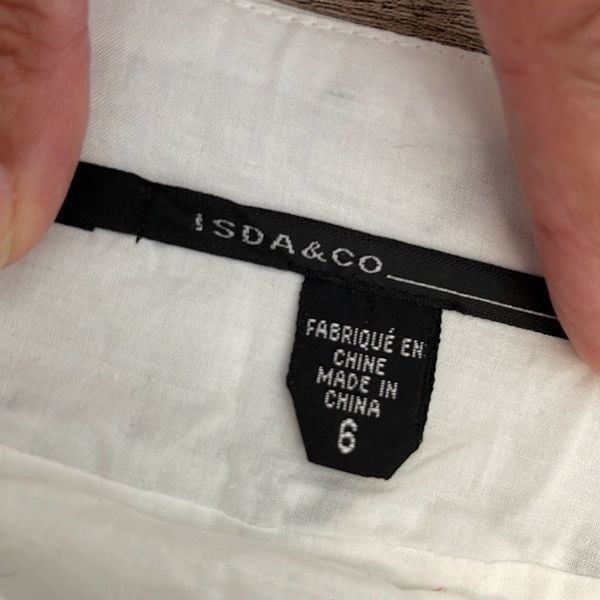 ISDA&CO
FABRIQUÉ EN
CHINE
MADE IN
CHINA
6